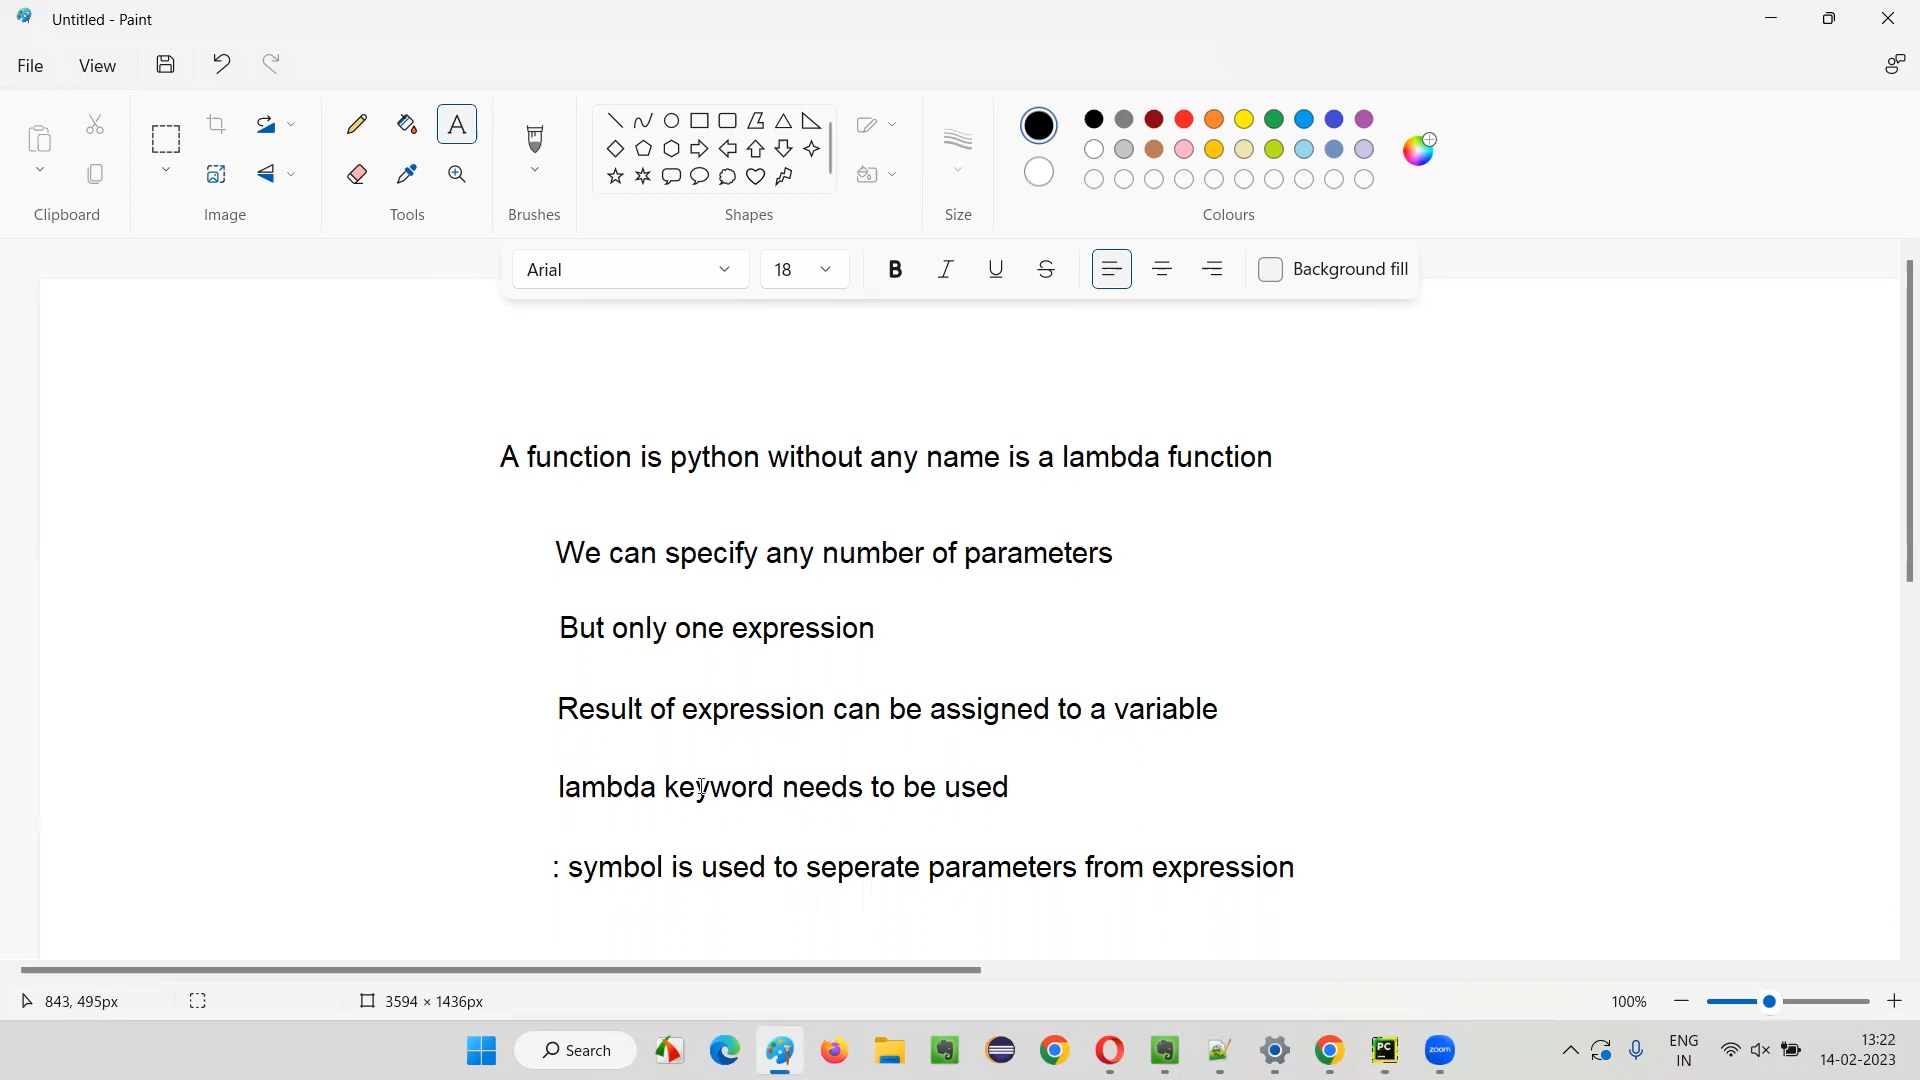 Untitled - Paint
File View
Clipboard
Image
Tools
Brushes
Shapes
Size
Colours
Arial 18 B I U S Background fill
A function is python without any name is a lambda function
We can specify any number of parameters
But only one expression
Result of expression can be assigned to a variable
lambda keyword needs to be used
: symbol is used to seperate parameters from expression
843, 495px 3594 × 1436px 100%
Search PC zoom ENG 13:22
IN 14-02-2023